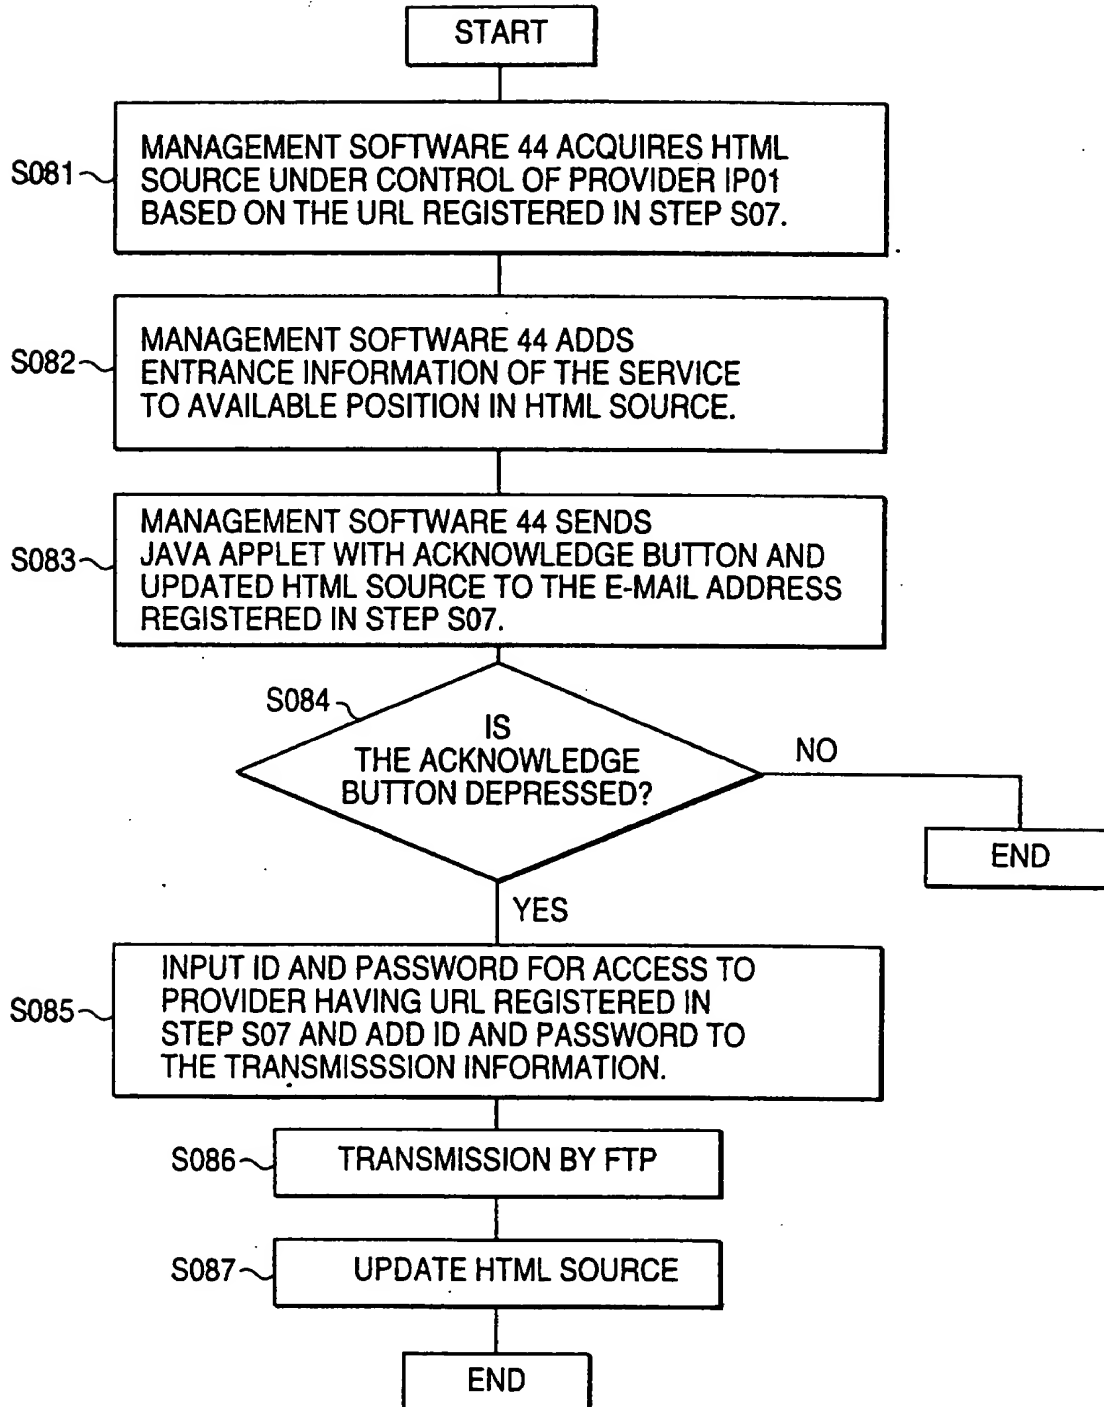 START
S081
MANAGEMENT SOFTWARE 44 ACQUIRES HTML
SOURCE UNDER CONTROL OF PROVIDER IP01
BASED ON THE URL REGISTERED IN STEP S07.
S082
MANAGEMENT SOFTWARE 44 ADDS
ENTRANCE INFORMATION OF THE SERVICE
TO AVAILABLE POSITION IN HTML SOURCE.
S083
MANAGEMENT SOFTWARE 44 SENDS
JAVA APPLET WITH ACKNOWLEDGE BUTTON AND
UPDATED HTML SOURCE TO THE E-MAIL ADDRESS
REGISTERED IN STEP S07.
S084
IS
THE ACKNOWLEDGE
BUTTON DEPRESSED?
NO
END
YES
S085
INPUT ID AND PASSWORD FOR ACCESS TO
PROVIDER HAVING URL REGISTERED IN
STEP S07 AND ADD ID AND PASSWORD TO
THE TRANSMISSSION INFORMATION.
S086
TRANSMISSION BY FTP
S087
UPDATE HTML SOURCE
END